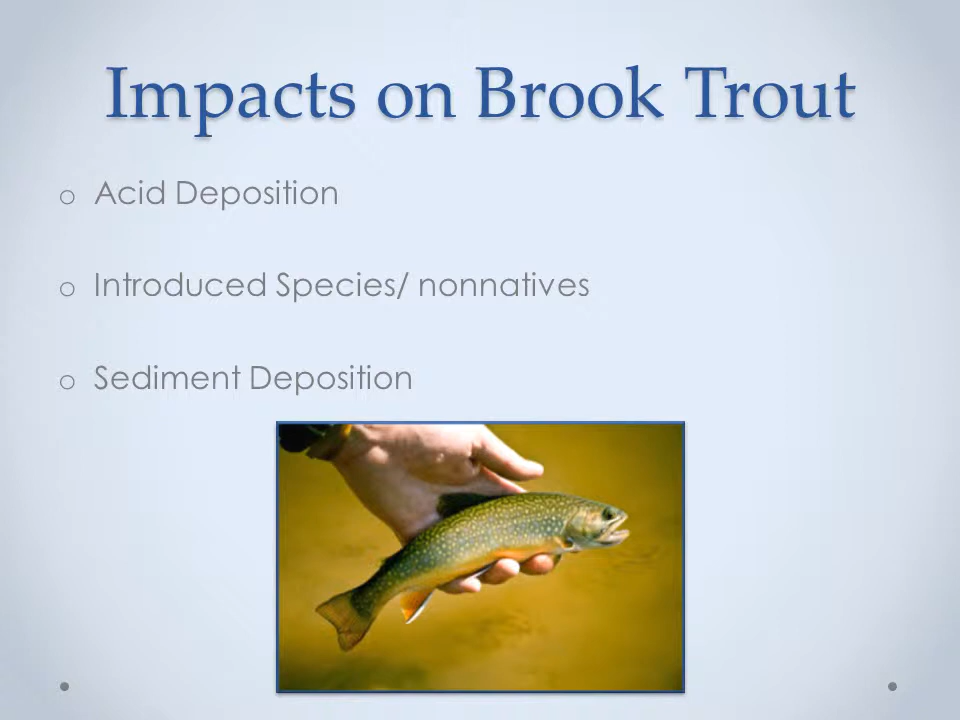 Impacts on Brook Trout
o Acid Deposition
o Introduced Species/ nonnatives
o Sediment Deposition